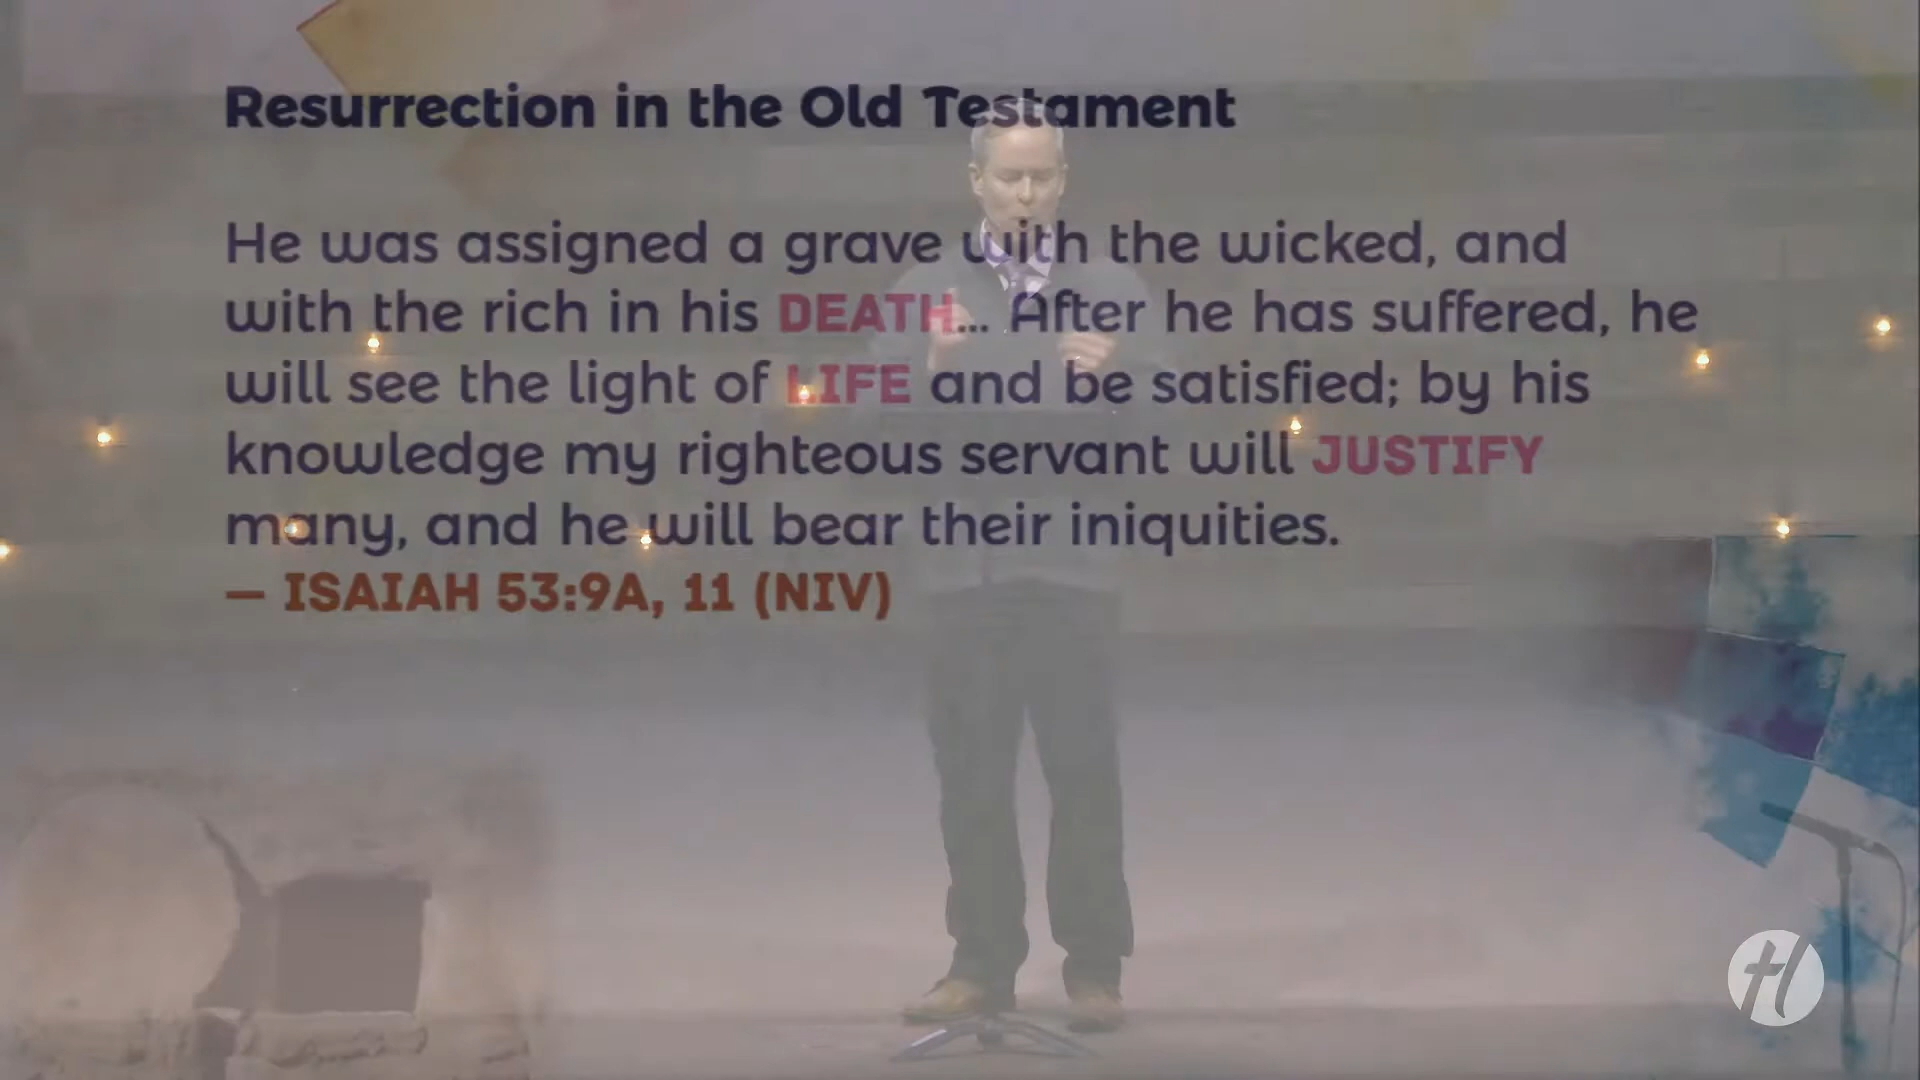 Resurrection in the Old Testament
He was assigned a grave with the wicked, and
with the rich in his DEATH... After he has suffered, he
will see the light of LIFE and be satisfied; by his
knowledge my righteous servant will JUSTIFY
many, and he will bear their iniquities.
— ISAIAH 53:9A, 11 (NIV)